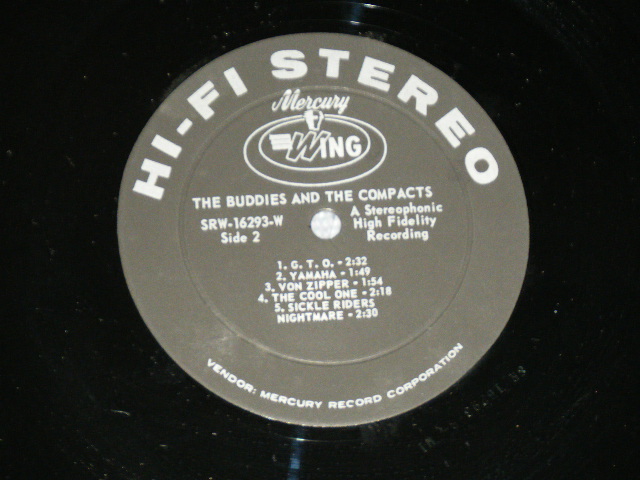 HI-FI STEREO
Mercury
WING
THE BUDDIES AND THE COMPACTS
SRW-16293-W
Side 2
A Stereophonic
High Fidelity
Recording
1. G. T. O. - 2:32
2. YAMAHA - 1:49
3. VON ZIPPER - 1:54
4. THE COOL ONE - 2:18
5. SICKLE RIDERS
NIGHTMARE - 2:30
VENDOR: MERCURY RECORD CORPORATION